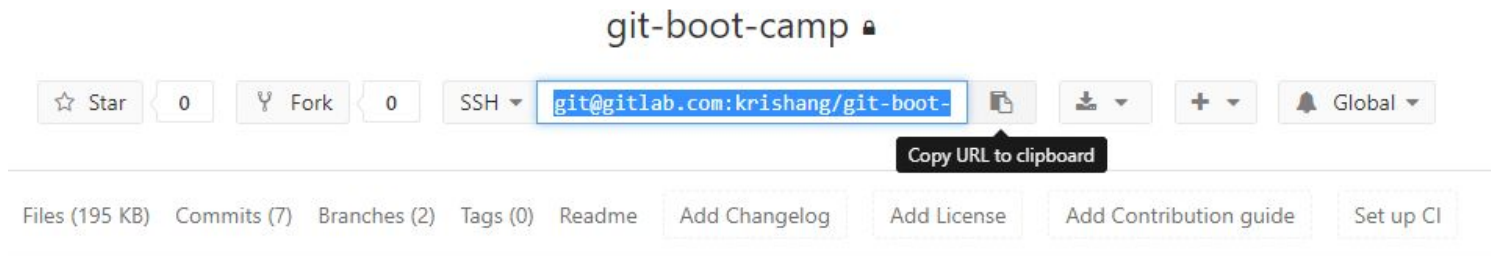 git-boot-camp
Star 0 Fork 0 SSH git@gitlab.com:krishang/git-boot- Global
Copy URL to clipboard
Files (195 KB) Commits (7) Branches (2) Tags (0) Readme Add Changelog Add License Add Contribution guide Set up CI